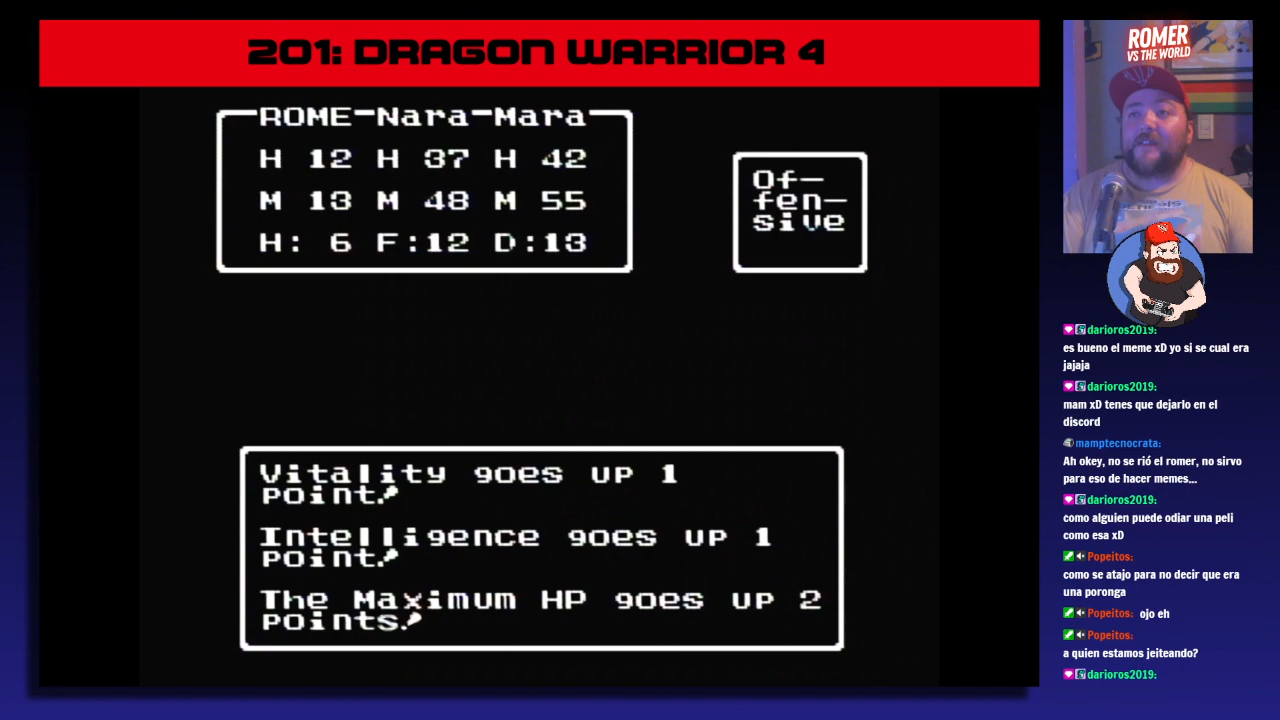 201: DRAGON WARRIOR 4
ROMER
VS THE WORLD
ROME-Nara-Mara
H 12 H 37 H 42
M 13 M 48 M 55
H: 6 F:12 D:13
Of-
fen-
sive
Vitality goes up 1
point.
Intelligence goes up 1
point.
The Maximum HP goes up 2
points.
darioros2019:
es bueno el meme xD yo si se cual era
jajaja
darioros2019:
mam xD tenes que dejarlo en el
discord
mamptecnocrata:
Ah okey, no se rió el romer, no sirvo
para eso de hacer memes...
darioros2019:
como alguien puede odiar una peli
como esa xD
Popeitos:
como se atajo para no decir que era
una poronga
Popeitos: ojo eh
Popeitos:
a quien estamos jeiteando?
darioros2019: